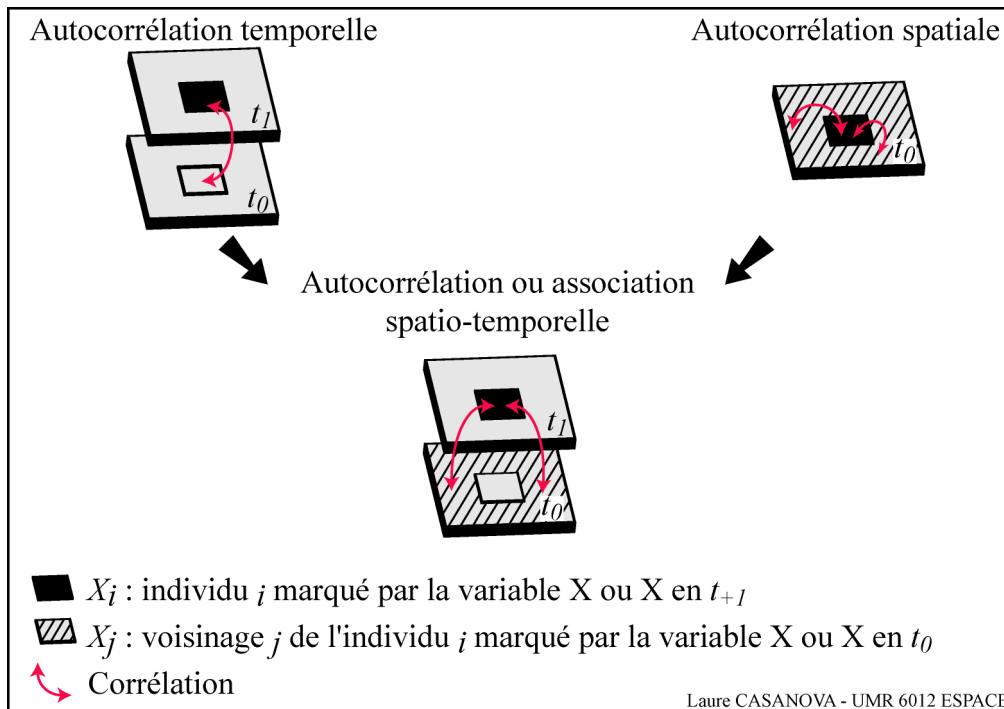 Autocorrélation temporelle
Autocorrélation spatiale
t1
t0
t0
Autocorrélation ou association
spatio-temporelle
t1
t0
Xi : individu i marqué par la variable X ou X en t+1
Xj : voisinage j de l'individu i marqué par la variable X ou X en t0
Corrélation
Laure CASANOVA - UMR 6012 ESPACE